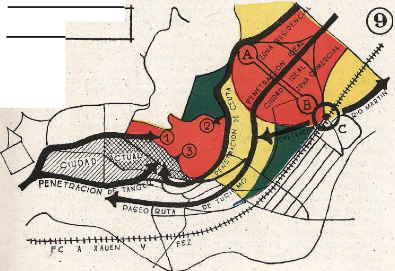 9
A
ZONA RESIDENCIAL
PENETRACION IDEAL
CIUDAD IDEAL
ZONA COMERCIAL
B
C
RIO MARTIN
1
2
3
PENETRACION DE CEUTA
CIUDAD ACTUAL
PENETRACION DE TANGER
PASEO RUTA DE TURISMO
FC A XAUEN Y FEZ